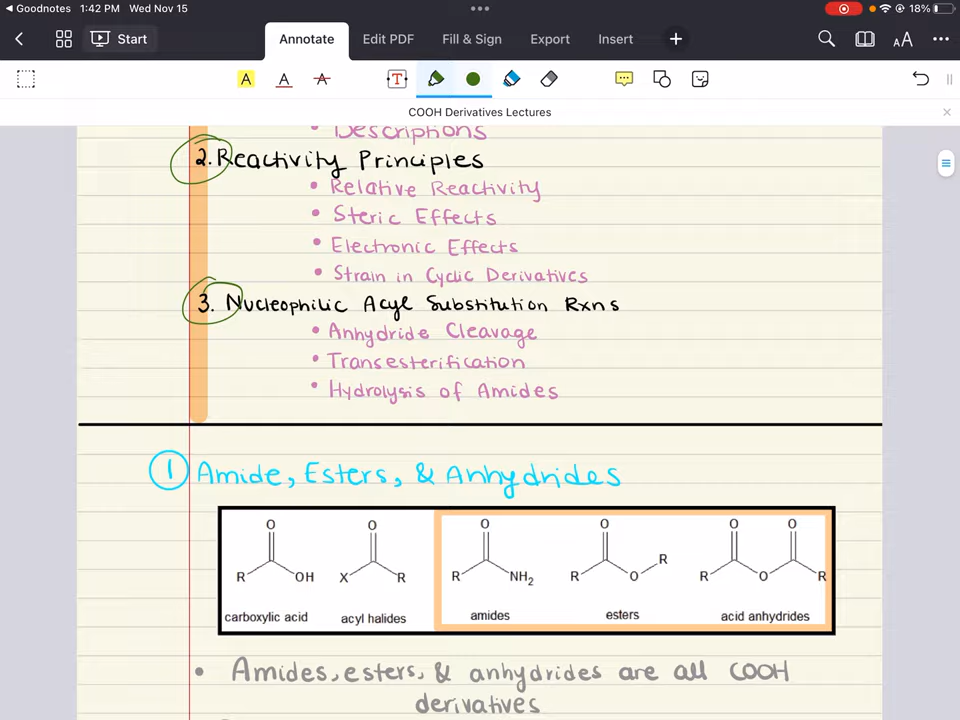 Goodnotes 1:42 PM Wed Nov 15 18%
Start Annotate Edit PDF Fill & Sign Export Insert + AA
A A A T
COOH Derivatives Lectures
• Descriptions
2. Reactivity Principles
• Relative Reactivity
• Steric Effects
• Electronic Effects
• Strain in Cyclic Derivatives
3. Nucleophilic Acyl Substitution Rxns
• Anhydride Cleavage
• Transesterification
• Hydrolysis of Amides
1 Amide, Esters, & Anhydrides
O O O O O O
R OH X R R NH2 R O R R O R
carboxylic acid acyl halides amides esters acid anhydrides
• Amides, esters, & anhydrides are all COOH
derivatives